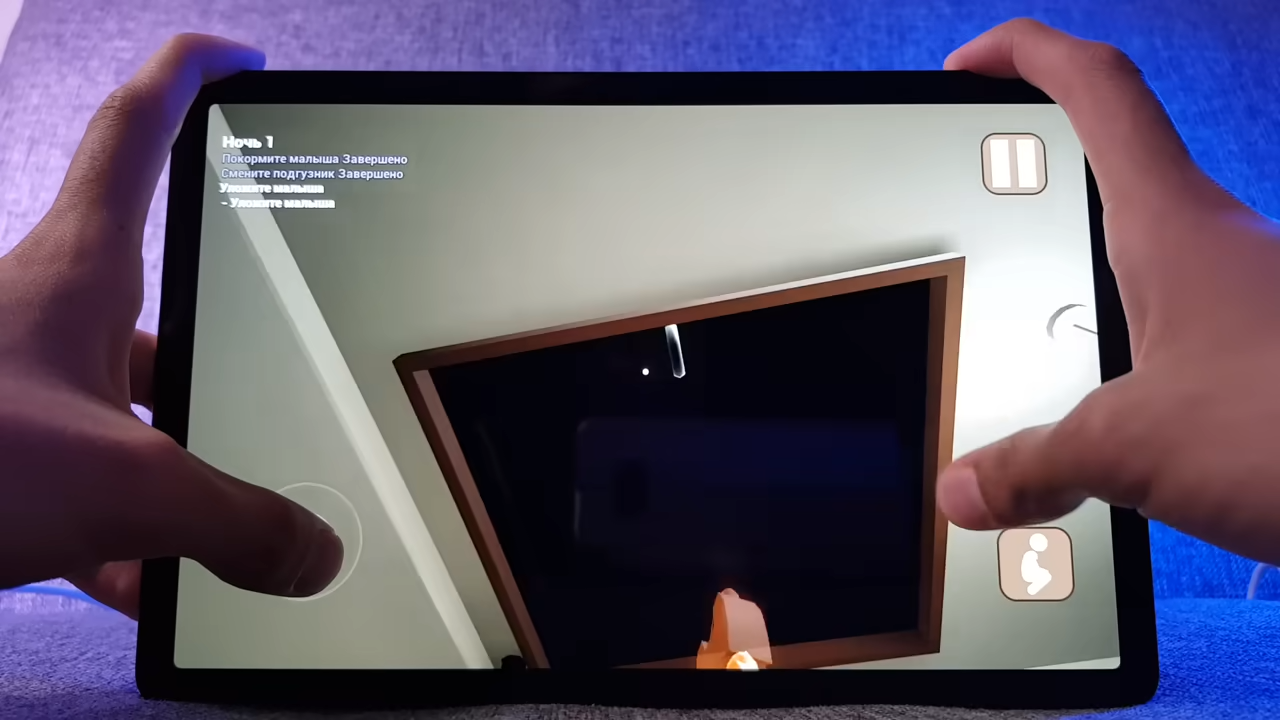 Ночь 1
Покормите малыша Завершено
Смените подгузник Завершено
Уложите малыша
- Уложите малыша